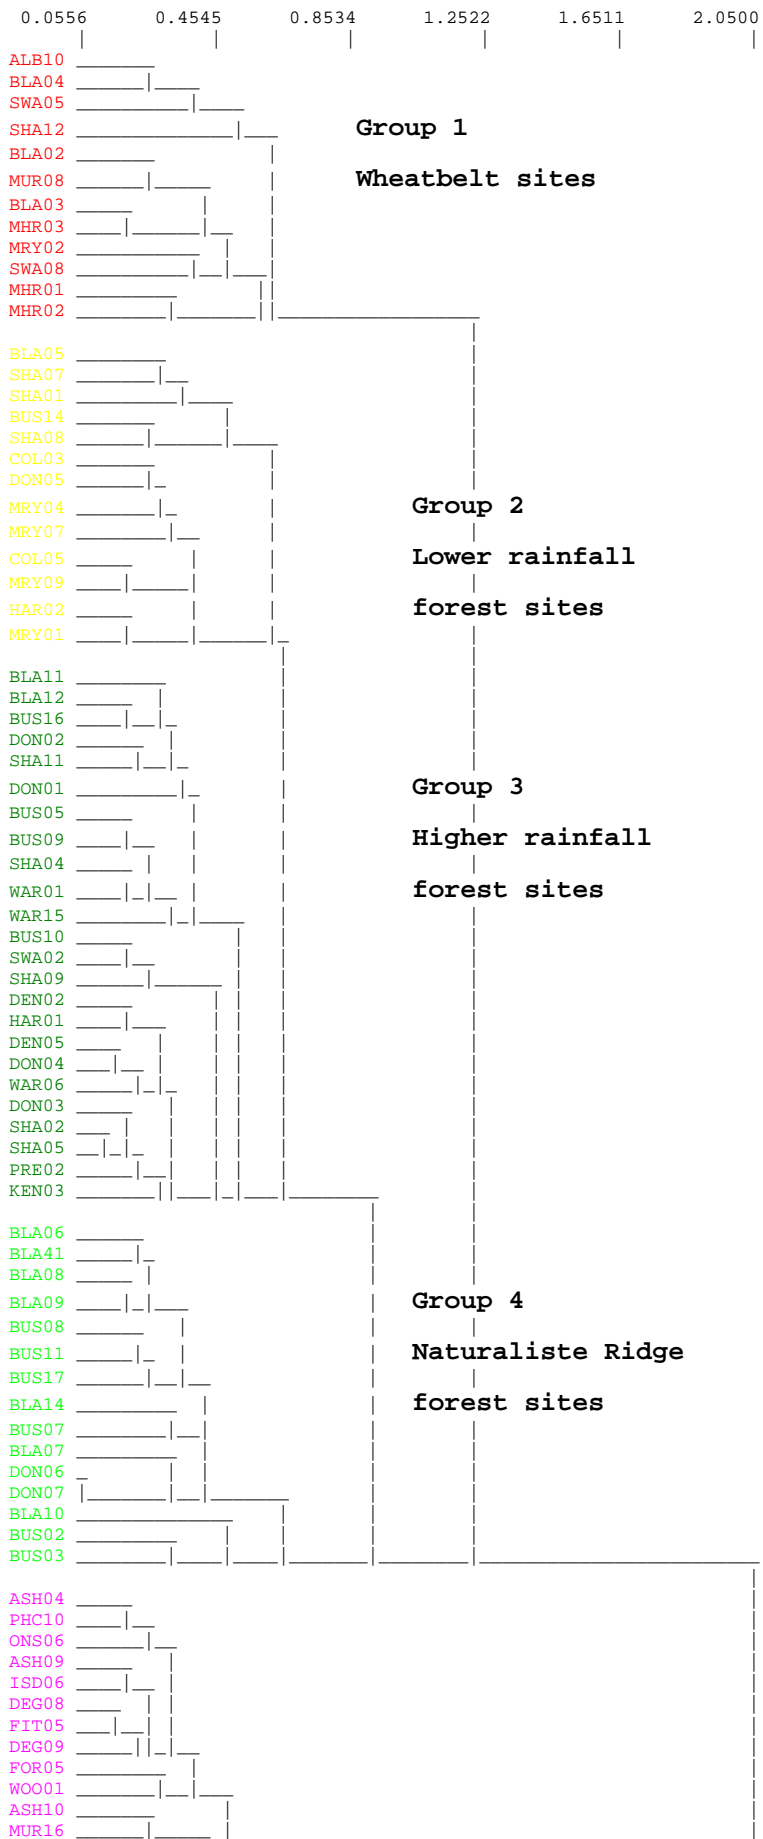 0.0556 0.4545 0.8534 1.2522 1.6511 2.0500
ALB10
BLA04
SWA05
SHA12 Group 1
BLA02
MUR08 Wheatbelt sites
BLA03
MHR03
MRY02
SWA08
MHR01
MHR02
BLA05
SHA07
SHA01
BUS14
SHA08
COL03
DON05
MRY04 Group 2
MRY07
COL05 Lower rainfall
MRY09
HAR02 forest sites
MRY01
BLA11
BLA12
BUS16
DON02
SHA11
DON01 Group 3
BUS05
BUS09 Higher rainfall
SHA04
WAR01 forest sites
WAR15
BUS10
SWA02
SHA09
DEN02
HAR01
DEN05
DON04
WAR06
DON03
SHA02
SHA05
PRE02
KEN03
BLA06
BLA41
BLA08
BLA09 Group 4
BUS08
BUS11 Naturaliste Ridge
BUS17
BLA14 forest sites
BUS07
BLA07
DON06
DON07
BLA10
BUS02
BUS03
ASH04
PHC10
ONS06
ASH09
ISD06
DEG08
FIT05
DEG09
FOR05
WOO01
ASH10
MUR16